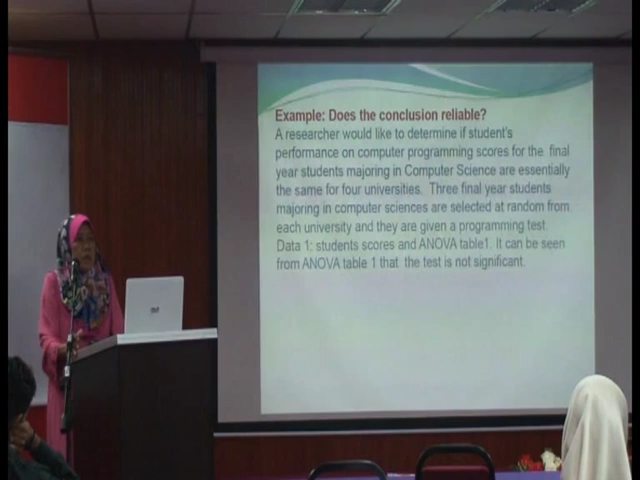 Example: Does the conclusion reliable?
A researcher would like to determine if student's
performance on computer programming scores for the final
year students majoring in Computer Science are essentially
the same for four universities. Three final year students
majoring in computer sciences are selected at random from
each university and they are given a programming test.
Data 1: students scores and ANOVA table1. It can be seen
from ANOVA table 1 that the test is not significant.